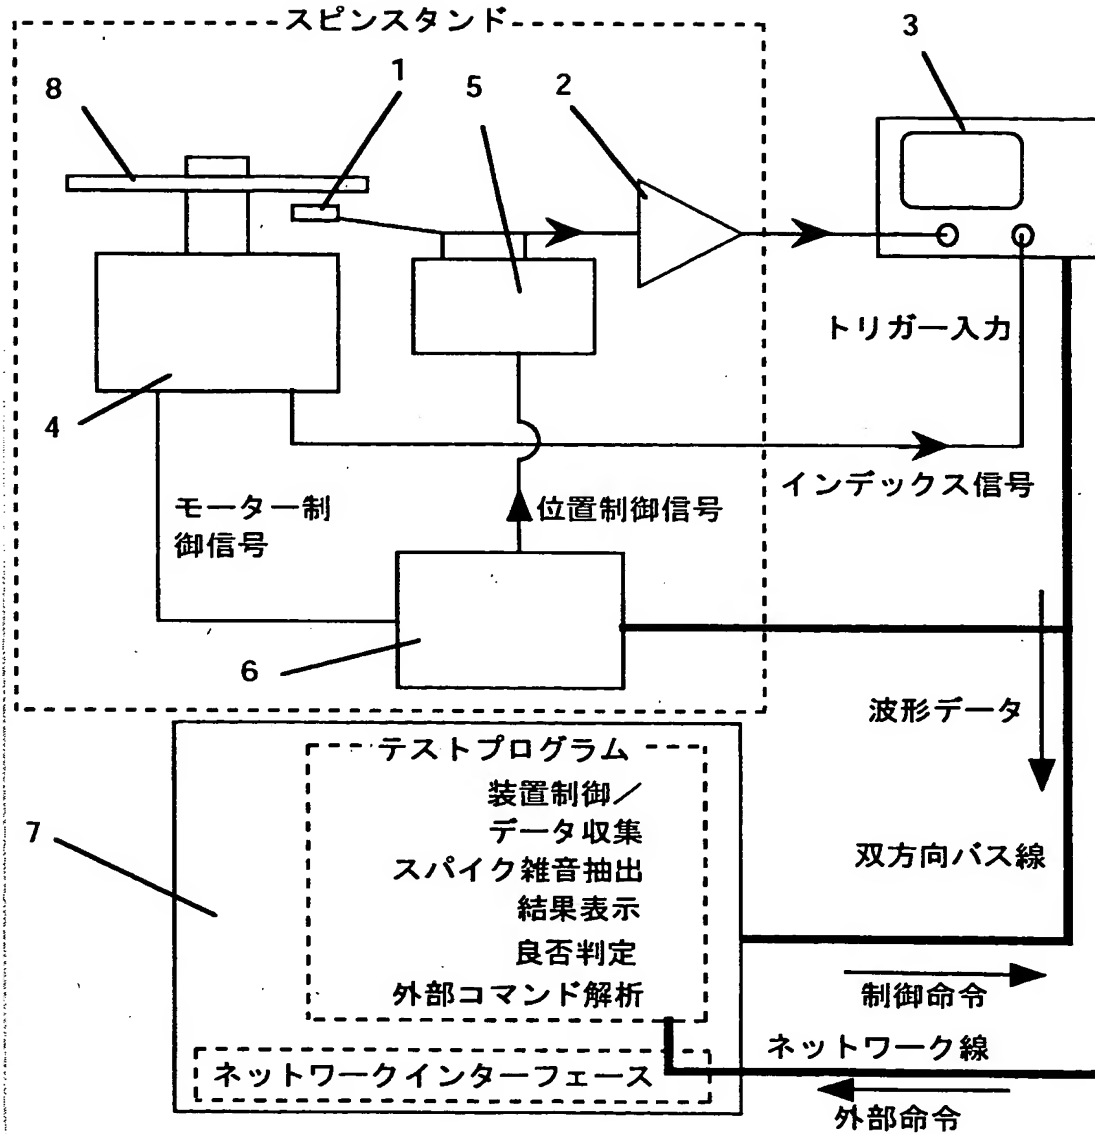 スピンスタンド
3
8
1
5
2
トリガー入力
4
インデックス信号
モーター制
御信号
位置制御信号
6
波形データ
テストプログラム
装置制御／
データ収集
スパイク雑音抽出
結果表示
良否判定
外部コマンド解析
7
双方向バス線
制御命令
ネットワーク線
ネットワークインターフェース
外部命令